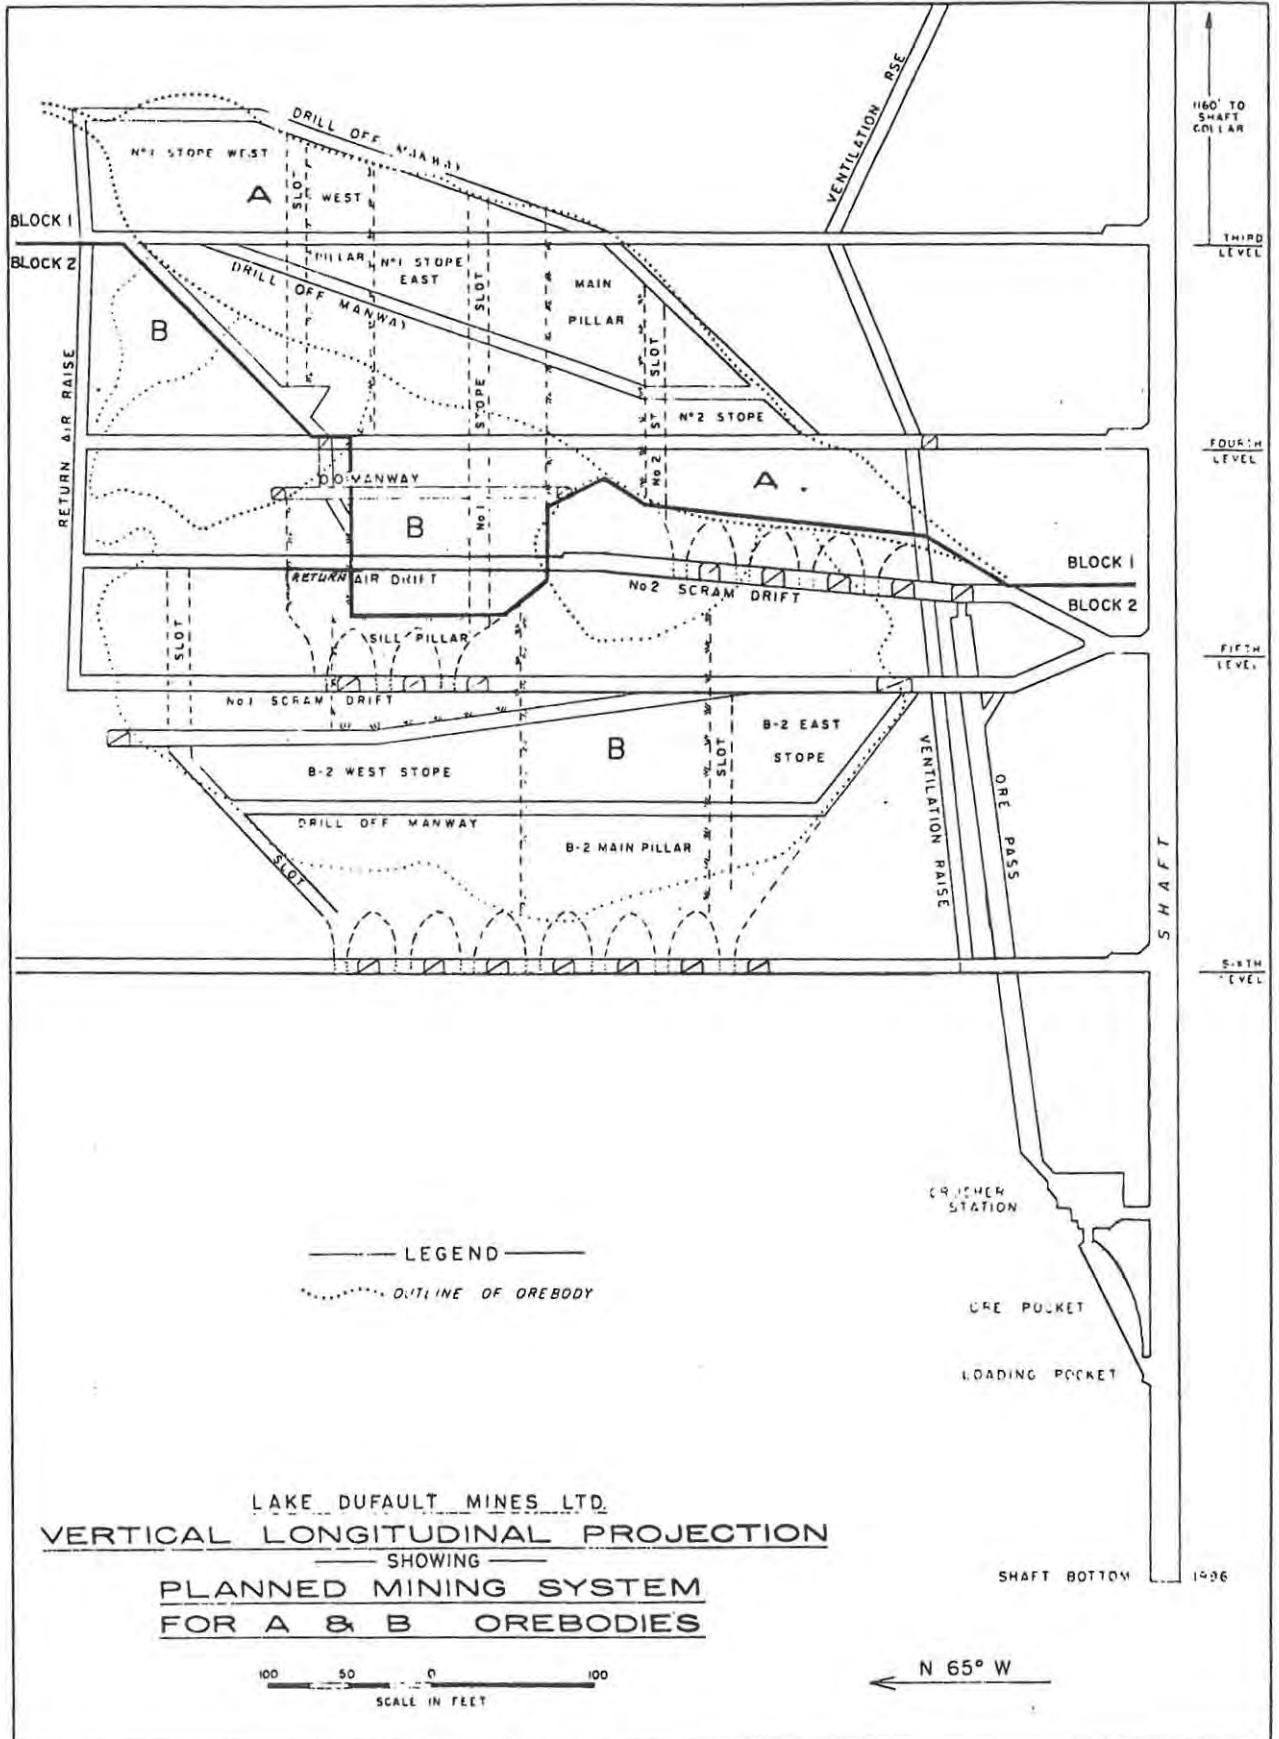 VENTILATION RSE
1160' TO
SHAFT
COLLAR
DRILL OFF MANWAY
Nº1 STOPE WEST
A
SLOT
WEST
BLOCK 1
BLOCK 2
THIRD
LEVEL
PILLAR
Nº1 STOPE
EAST
SLOT
MAIN
PILLAR
DRILL OFF MANWAY
B
RETURN AIR RAISE
STOPE
No 1
No 2 ST SLOT
Nº2 STOPE
FOURTH
LEVEL
D O MANWAY
A
B
BLOCK 1
BLOCK 2
RETURN AIR DRIFT
No 2 SCRAM DRIFT
SLOT
SILL PILLAR
FIFTH
LEVEL
No 1 SCRAM DRIFT
B-2 EAST
STOPE
B
SLOT
B-2 WEST STOPE
VENTILATION RAISE
ORE PASS
SHAFT
DRILL OFF MANWAY
B-2 MAIN PILLAR
SLOT
SIXTH
LEVEL
CRUCHER
STATION
LEGEND
OUTLINE OF OREBODY
ORE POCKET
LOADING POCKET
LAKE DUFAULT MINES LTD.
VERTICAL LONGITUDINAL PROJECTION
SHOWING
PLANNED MINING SYSTEM
FOR A & B OREBODIES
SHAFT BOTTOM
100 50 0 100
SCALE IN FEET
N 65° W